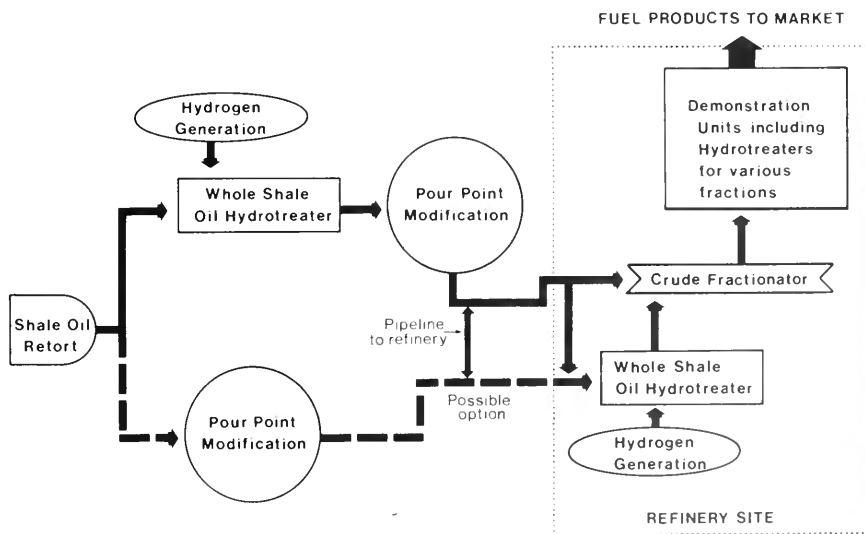 FUEL PRODUCTS TO MARKET
Hydrogen
Generation
Demonstration
Units including
Hydrotreaters
for various
fractions
Whole Shale
Oil Hydrotreater
Pour Point
Modification
Crude Fractionator
Shale Oil
Retort
Pipeline
to refinery
Whole Shale
Oil Hydrotreater
Possible
option
Pour Point
Modification
Hydrogen
Generation
REFINERY SITE